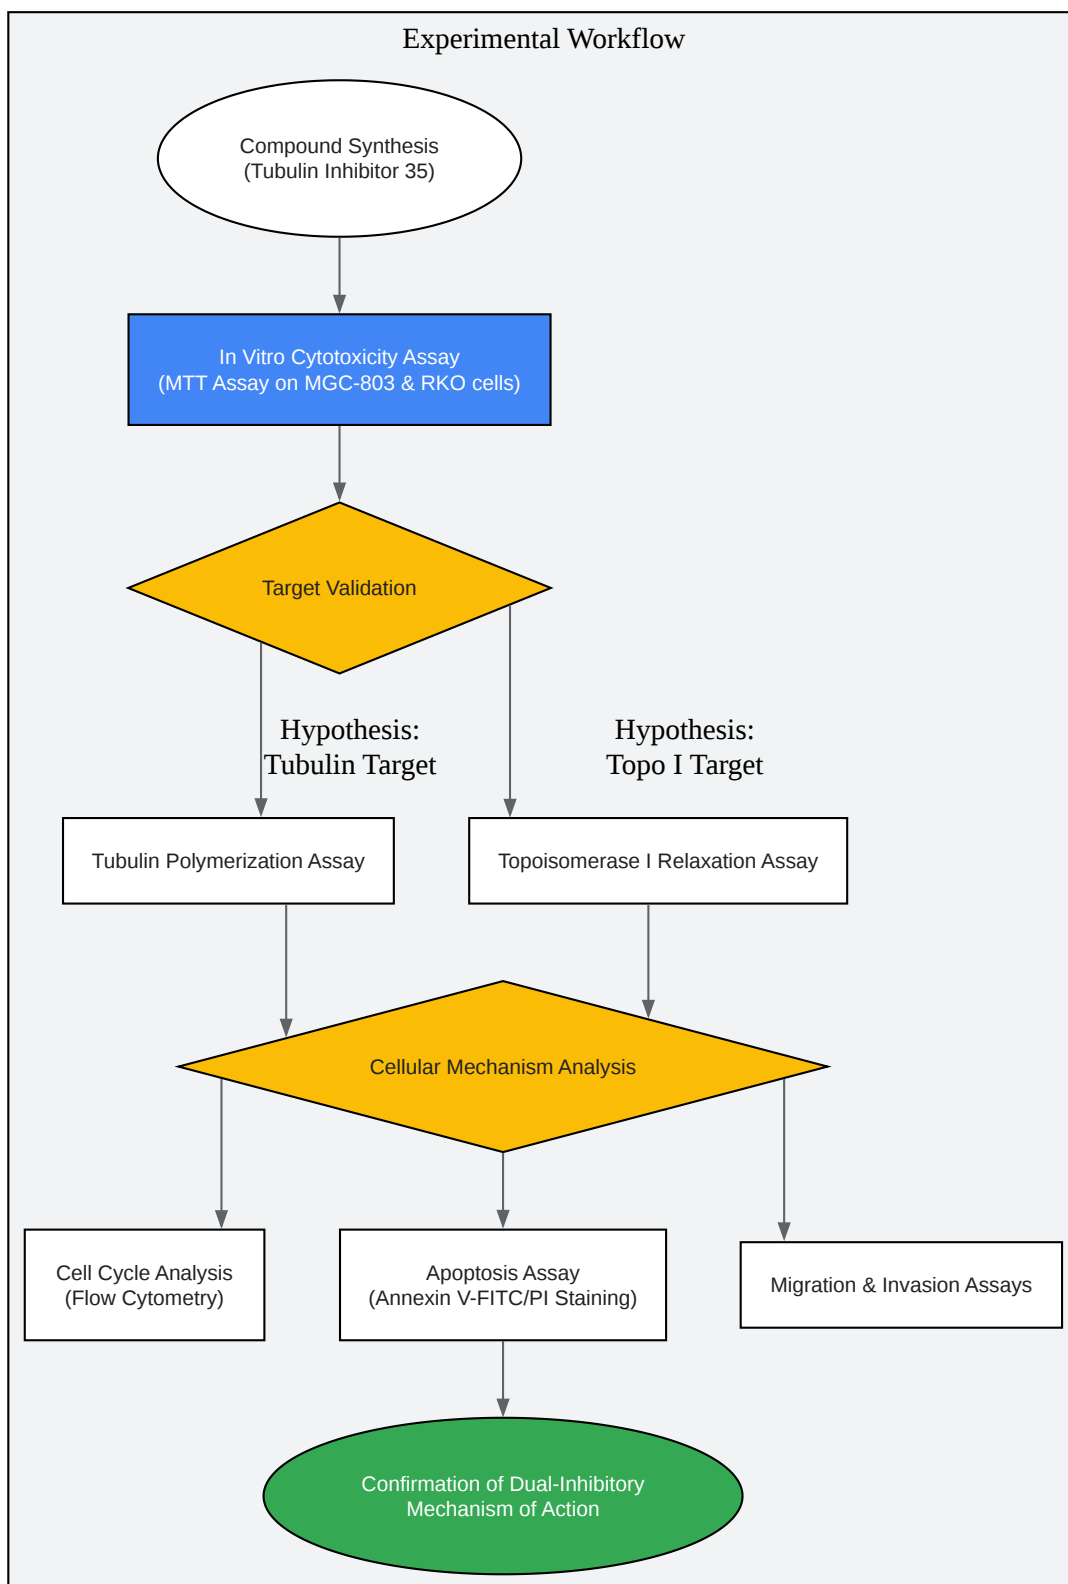 Experimental Workflow
Compound Synthesis
(Tubulin Inhibitor 35)
In Vitro Cytotoxicity Assay
(MTT Assay on MGC-803 & RKO cells)
Target Validation
Hypothesis:
Tubulin Target
Hypothesis:
Topo I Target
Tubulin Polymerization Assay
Topoisomerase I Relaxation Assay
Cellular Mechanism Analysis
Cell Cycle Analysis
(Flow Cytometry)
Apoptosis Assay
(Annexin V-FITC/PI Staining)
Migration & Invasion Assays
Confirmation of Dual-Inhibitory
Mechanism of Action